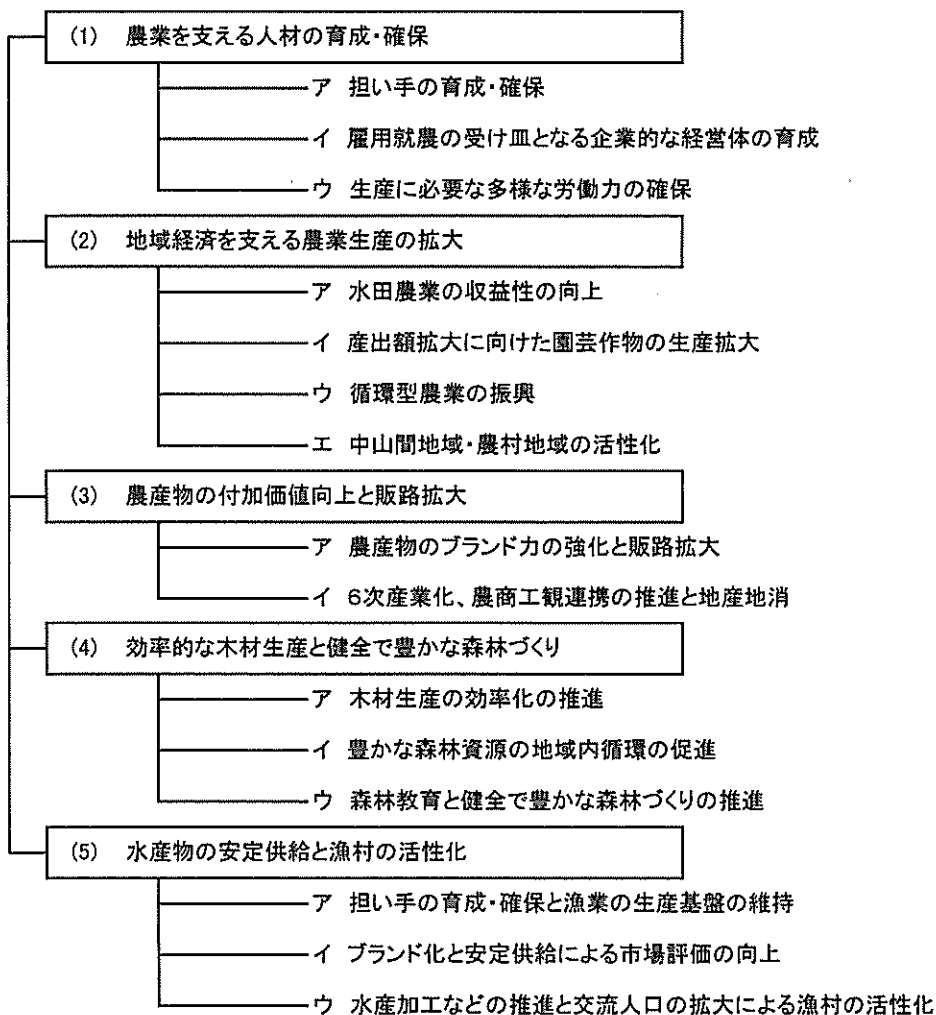 (1) 農業を支える人材の育成・確保
ア 担い手の育成・確保
イ 雇用就農の受け皿となる企業的な経営体の育成
ウ 生産に必要な多様な労働力の確保
(2) 地域経済を支える農業生産の拡大
ア 水田農業の収益性の向上
イ 産出額拡大に向けた園芸作物の生産拡大
ウ 循環型農業の振興
エ 中山間地域・農村地域の活性化
(3) 農産物の付加価値向上と販路拡大
ア 農産物のブランド力の強化と販路拡大
イ 6次産業化、農商工観連携の推進と地産地消
(4) 効率的な木材生産と健全で豊かな森林づくり
ア 木材生産の効率化の推進
イ 豊かな森林資源の地域内循環の促進
ウ 森林教育と健全で豊かな森林づくりの推進
(5) 水産物の安定供給と漁村の活性化
ア 担い手の育成・確保と漁業の生産基盤の維持
イ ブランド化と安定供給による市場評価の向上
ウ 水産加工などの推進と交流人口の拡大による漁村の活性化